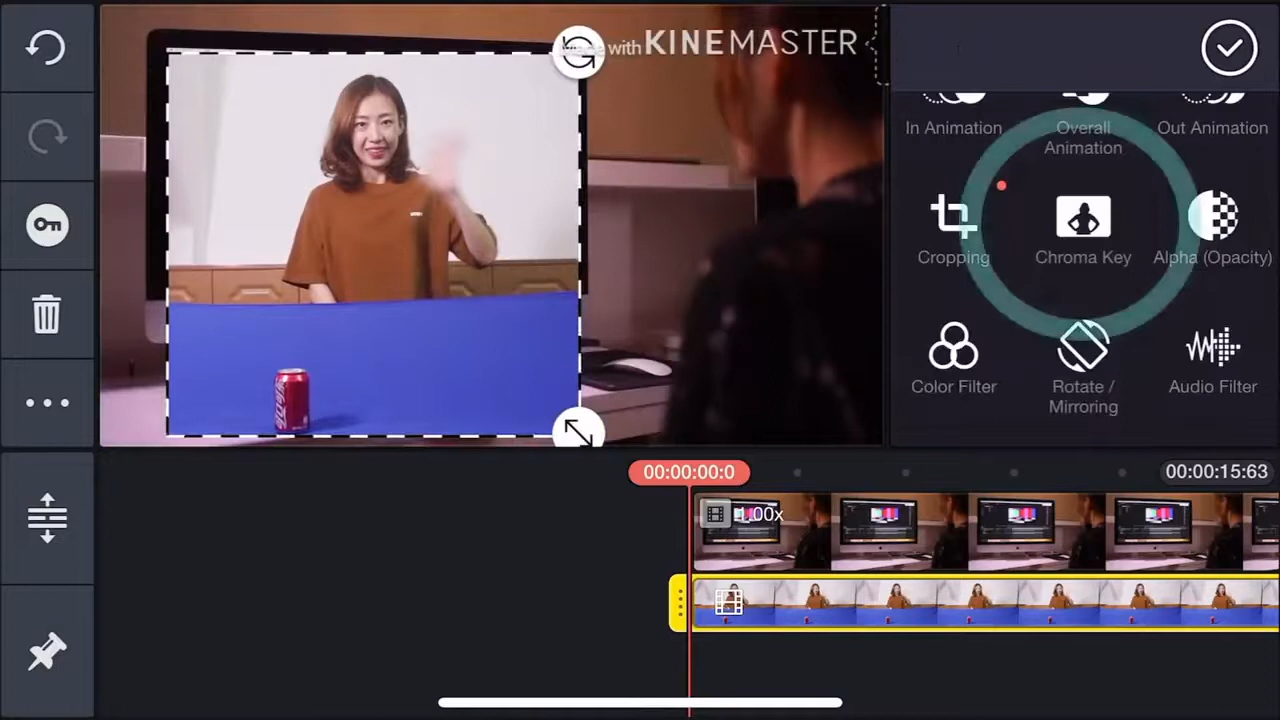 with KINEMASTER
In Animation
Overall
Animation
Out Animation
Cropping
Chroma Key
Alpha (Opacity)
Color Filter
Rotate /
Mirroring
Audio Filter
00:00:00:0
00:00:15:63
1.00x